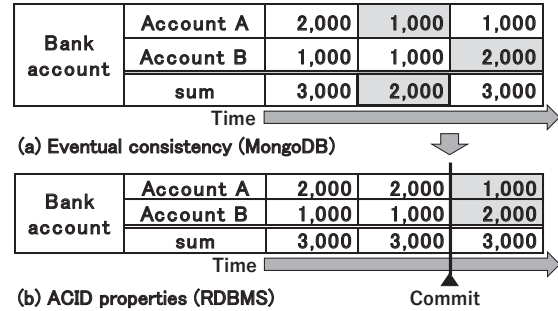 Bank account Account A 2,000 1,000 1,000
Account B 1,000 1,000 2,000
sum 3,000 2,000 3,000
Time
(a) Eventual consistency (MongoDB)
Bank account Account A 2,000 2,000 1,000
Account B 1,000 1,000 2,000
sum 3,000 3,000 3,000
Time
(b) ACID properties (RDBMS) Commit